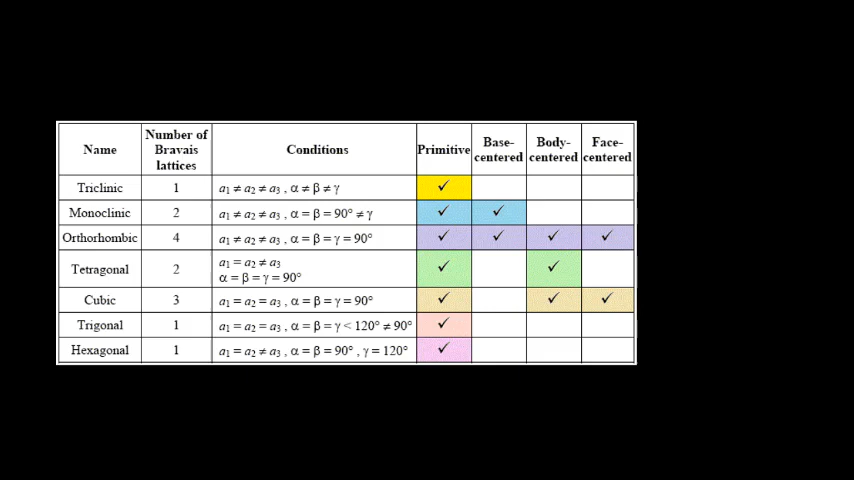 Name Number of Bravais lattices Conditions Primitive Base-centered Body-centered Face-centered
Triclinic 1 a1 ≠ a2 ≠ a3 , α ≠ β ≠ γ ✓
Monoclinic 2 a1 ≠ a2 ≠ a3 , α = β = 90° ≠ γ ✓ ✓
Orthorhombic 4 a1 ≠ a2 ≠ a3 , α = β = γ = 90° ✓ ✓ ✓ ✓
Tetragonal 2 a1 = a2 ≠ a3
α = β = γ = 90° ✓ ✓
Cubic 3 a1 = a2 = a3 , α = β = γ = 90° ✓ ✓ ✓
Trigonal 1 a1 = a2 = a3 , α = β = γ < 120° ≠ 90° ✓
Hexagonal 1 a1 = a2 ≠ a3 , α = β = 90° , γ = 120° ✓